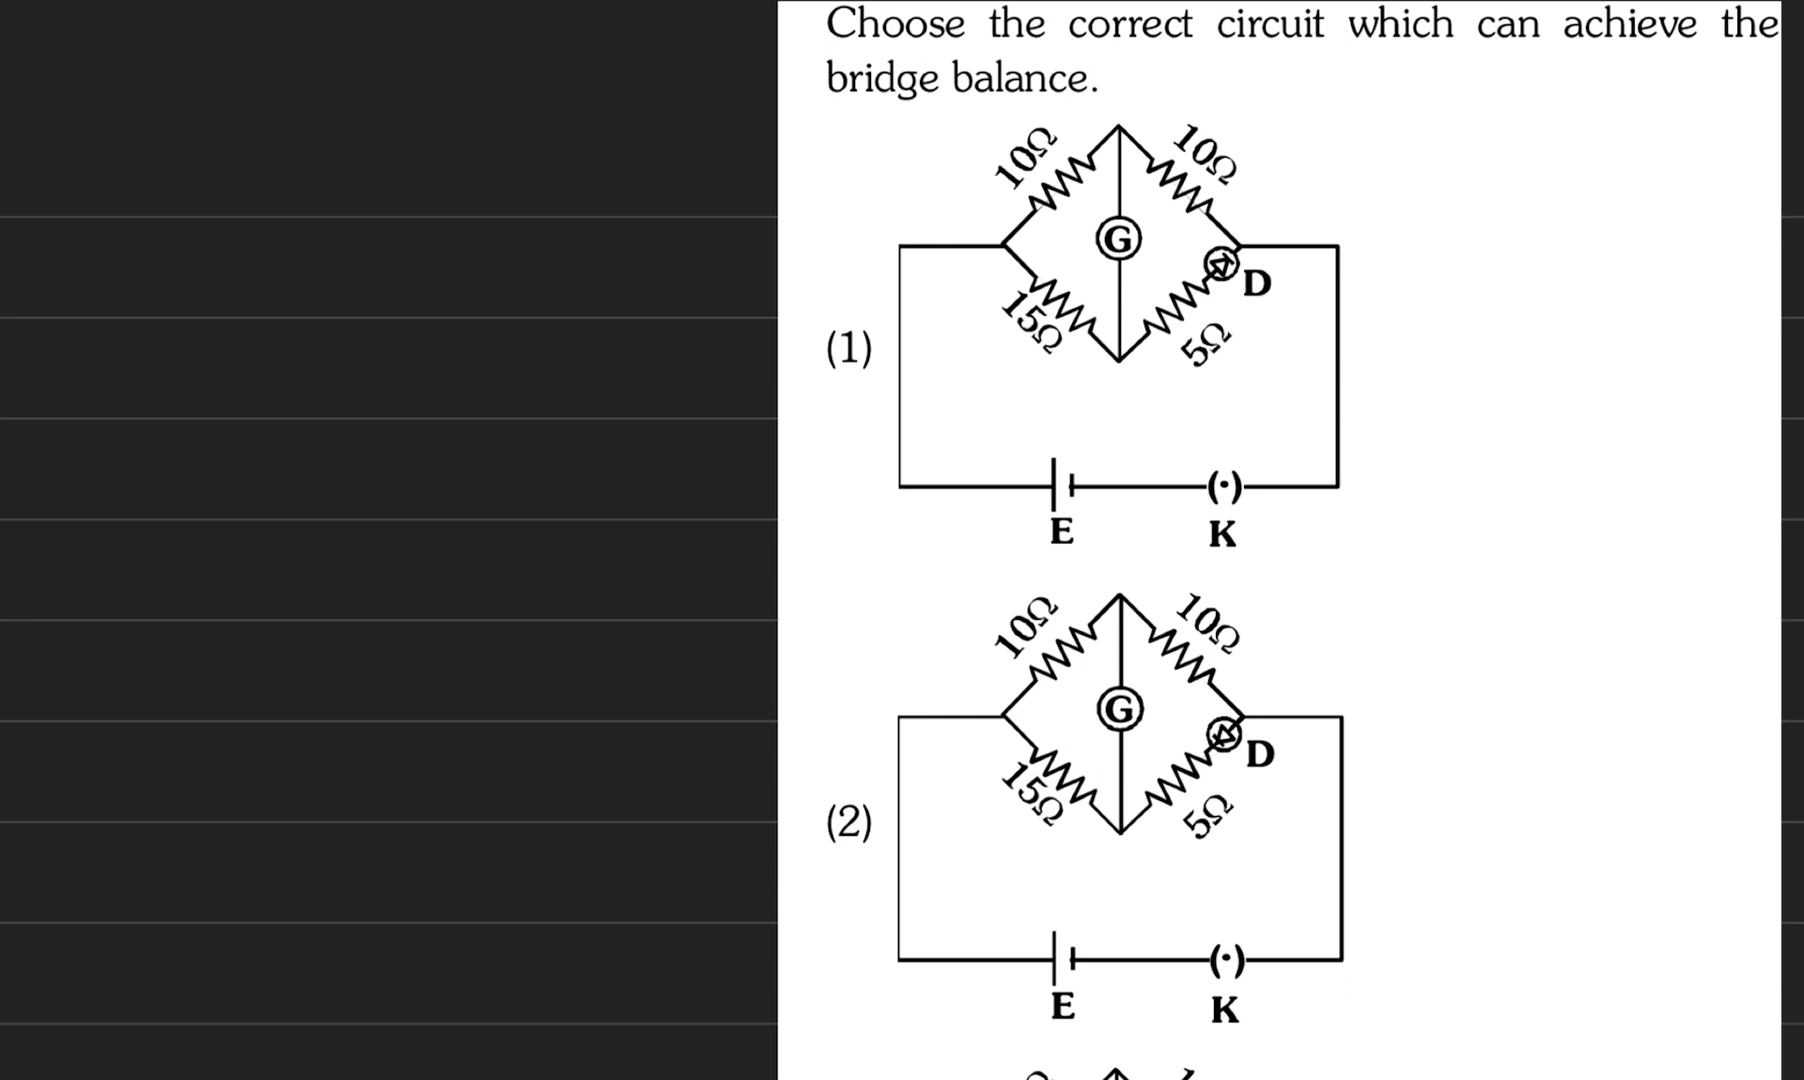 Choose the correct circuit which can achieve the
bridge balance.
(1)
10Ω
10Ω
G
D
15Ω
5Ω
E
K
(2)
10Ω
10Ω
G
D
15Ω
5Ω
E
K